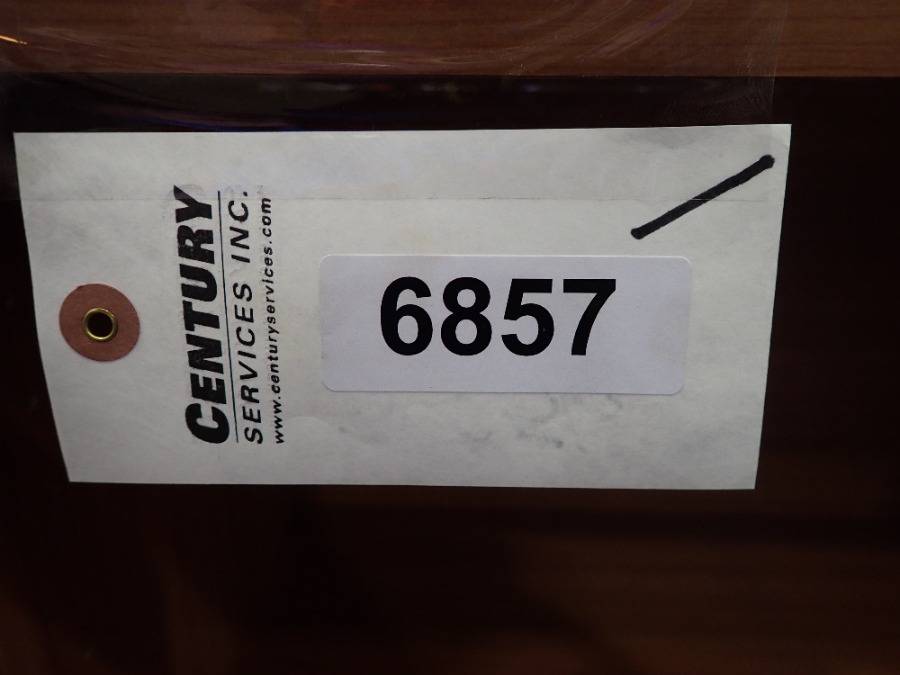 CENTURY
SERVICES INC.
www.centuryservices.com
6857